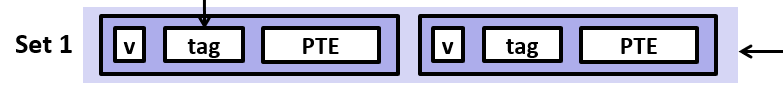 Set 1 v tag PTE v tag PTE